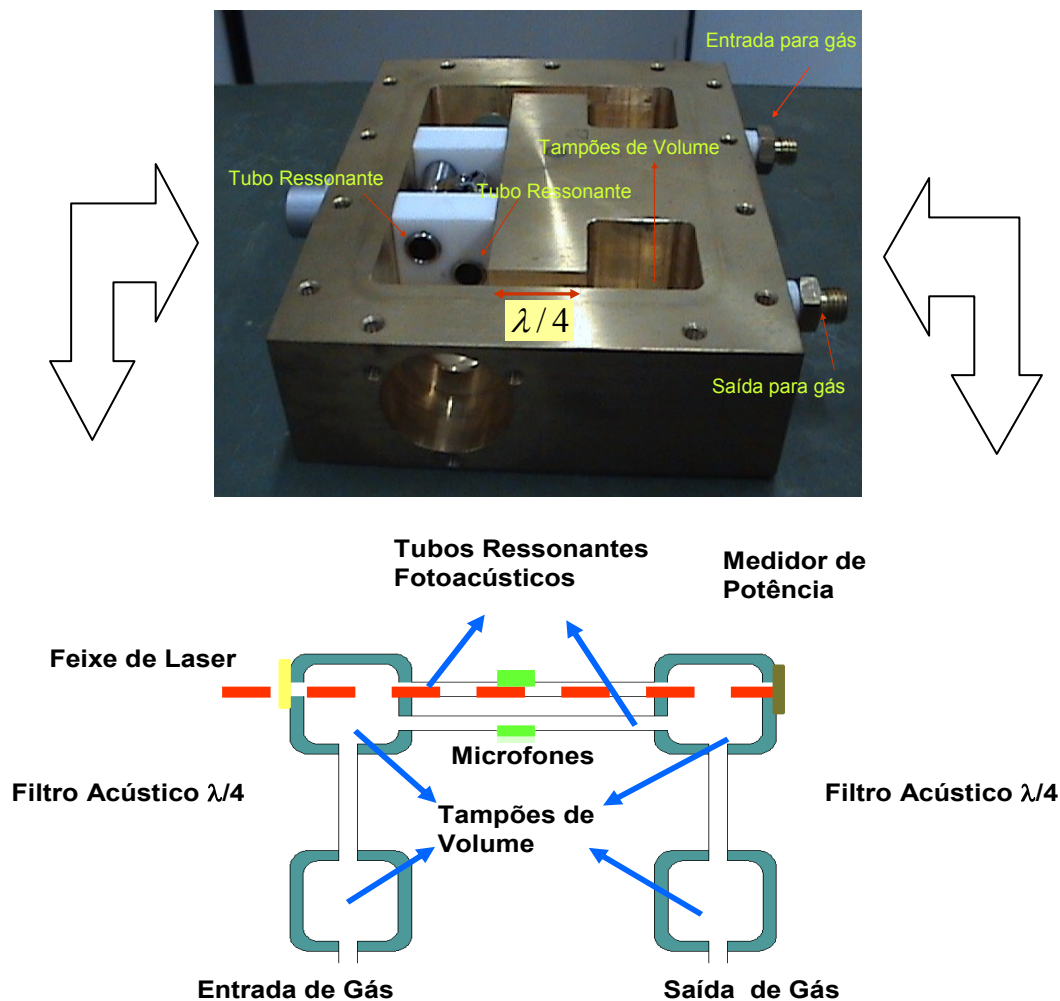 Entrada para gás
Tampões de Volume
Tubo Ressonante
Tubo Ressonante
λ/4
Saída para gás
Tubos Ressonantes
Fotoacústicos
Medidor de
Potência
Feixe de Laser
Microfones
Filtro Acústico λ/4
Filtro Acústico λ/4
Tampões de
Volume
Entrada de Gás
Saída de Gás